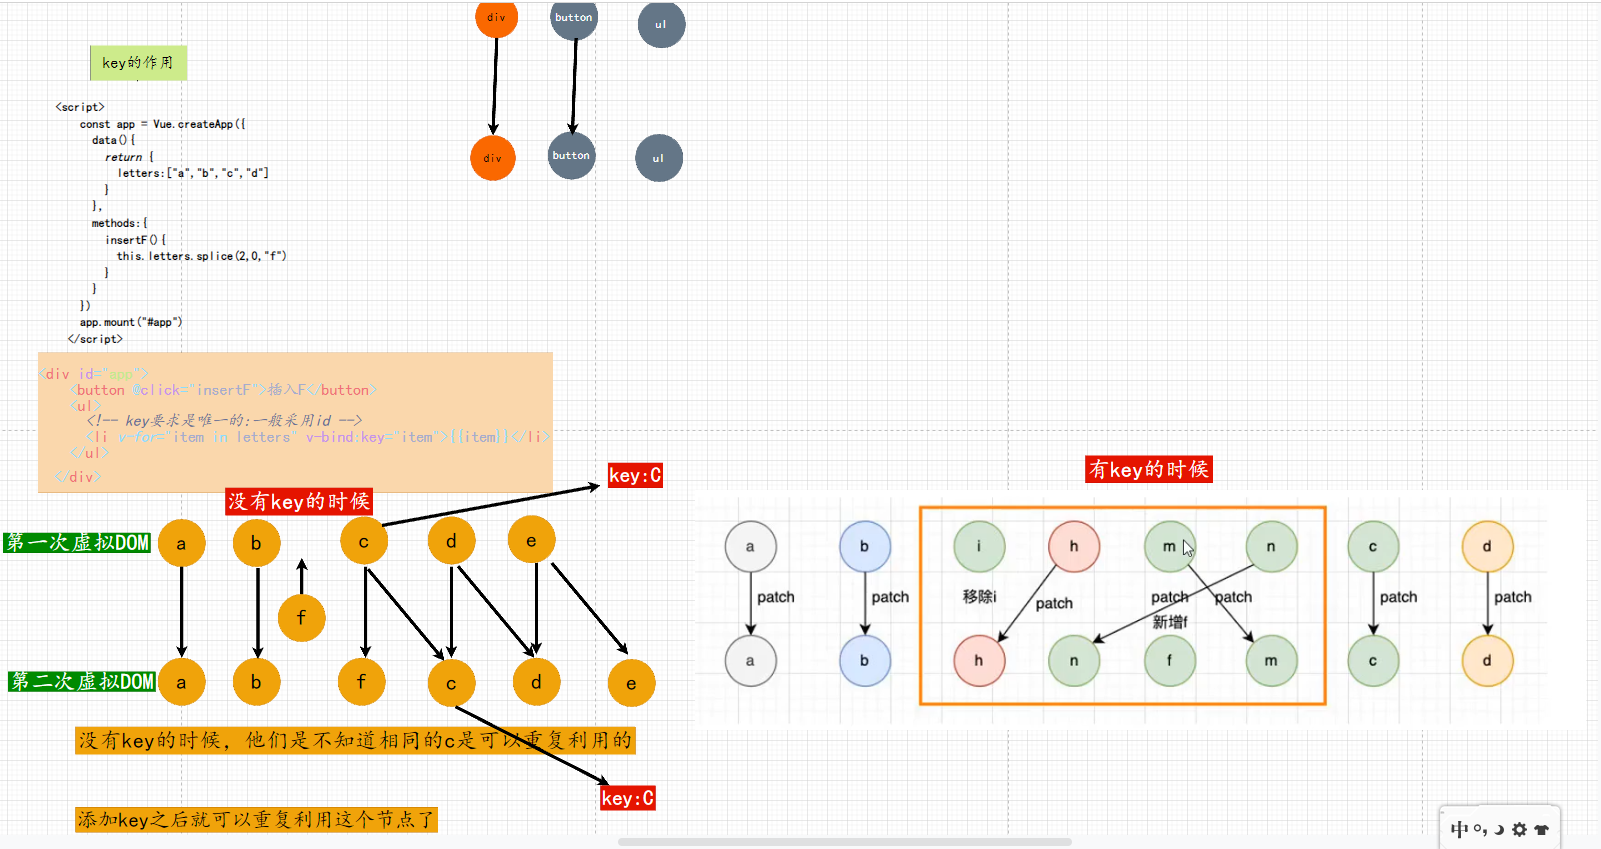 div button ul
key的作用
div button ul
<script>
const app = Vue.createApp({
data(){
return {
letters:["a","b","c","d"]
}
},
methods:{
insertF(){
this.letters.splice(2,0,"f")
}
}
})
app.mount("#app")
</script>
<div id="app">
<button @click="insertF">插入F</button>
<ul>
<!-- key要求是唯一的:一般采用id -->
<li v-for="item in letters" v-bind:key="item">{{item}}</li>
</ul>
</div>
key:C
没有key的时候
第一次虚拟DOM a b c d e
f
第二次虚拟DOM a b f c d e
没有key的时候，他们是不知道相同的c是可以重复利用的
key:C
添加key之后就可以重复利用这个节点了
有key的时候
a b i h m n c d
patch patch 移除i patch patch patch patch patch
新增f
a b h n f m c d
中